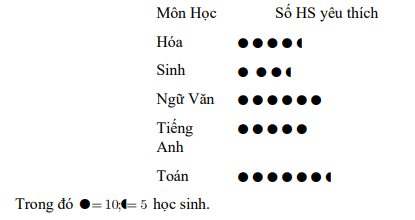 Môn Học Số HS yêu thích
Hóa ●●●●◖
Sinh ●●●◖
Ngữ Văn ●●●●●●
Tiếng ●●●●●
Anh
Toán ●●●●●●◖
Trong đó ●= 10;◖= 5 học sinh.